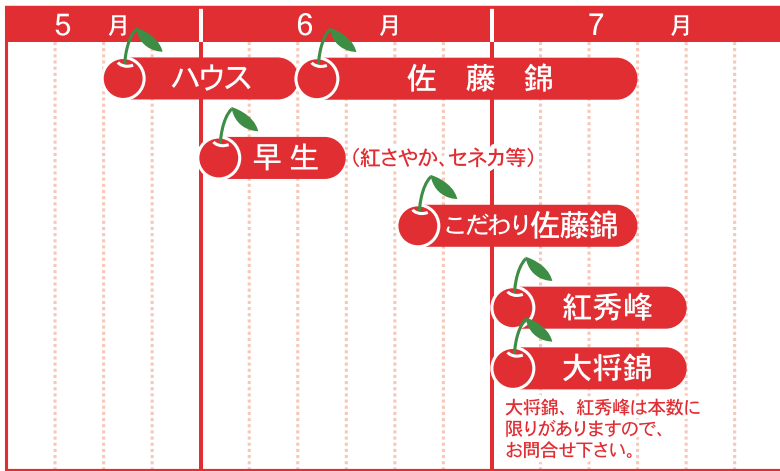 5月 6月 7月
ハウス 佐藤錦
早生 (紅さやか、セネカ等)
こだわり佐藤錦
紅秀峰
大将錦
大将錦、紅秀峰は本数に
限りがありますので、
お問合せ下さい。